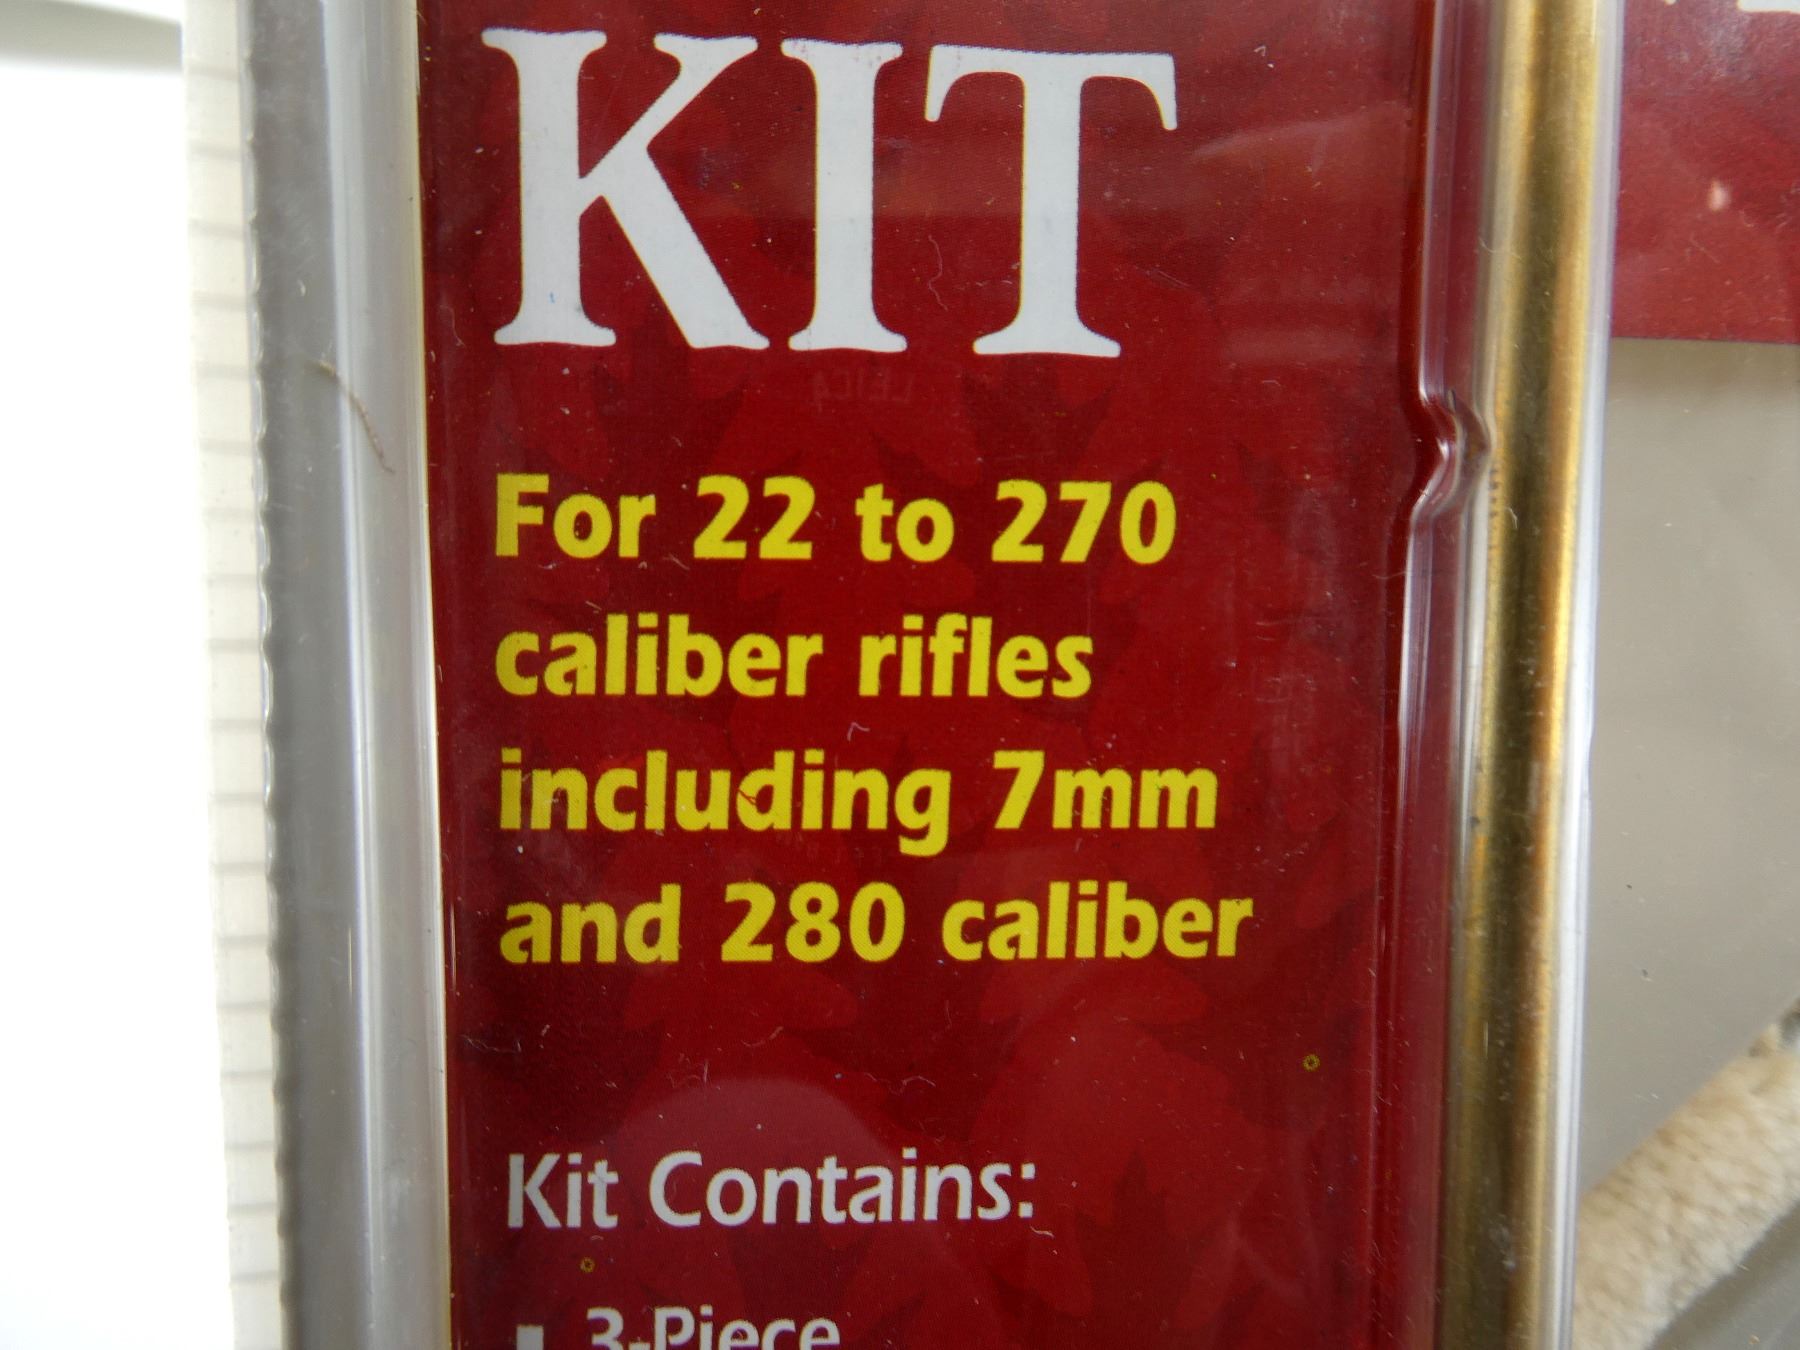 KIT
For 22 to 270
caliber rifles
including 7mm
and 280 caliber
Kit Contains:
3-Piece